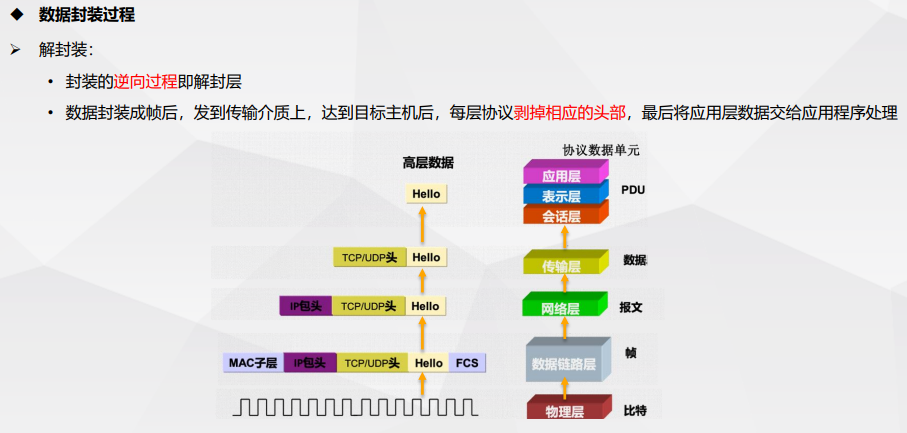 ◆ 数据封装过程
➢ 解封装：
• 封装的逆向过程即解封层
• 数据封装成帧后，发到传输介质上，达到目标主机后，每层协议剥掉相应的头部，最后将应用层数据交给应用程序处理
高层数据
Hello
TCP/UDP头 Hello
IP包头 TCP/UDP头 Hello
MAC子层 IP包头 TCP/UDP头 Hello FCS
协议数据单元
应用层
表示层 PDU
会话层
传输层 数据
网络层 报文
数据链路层 帧
物理层 比特